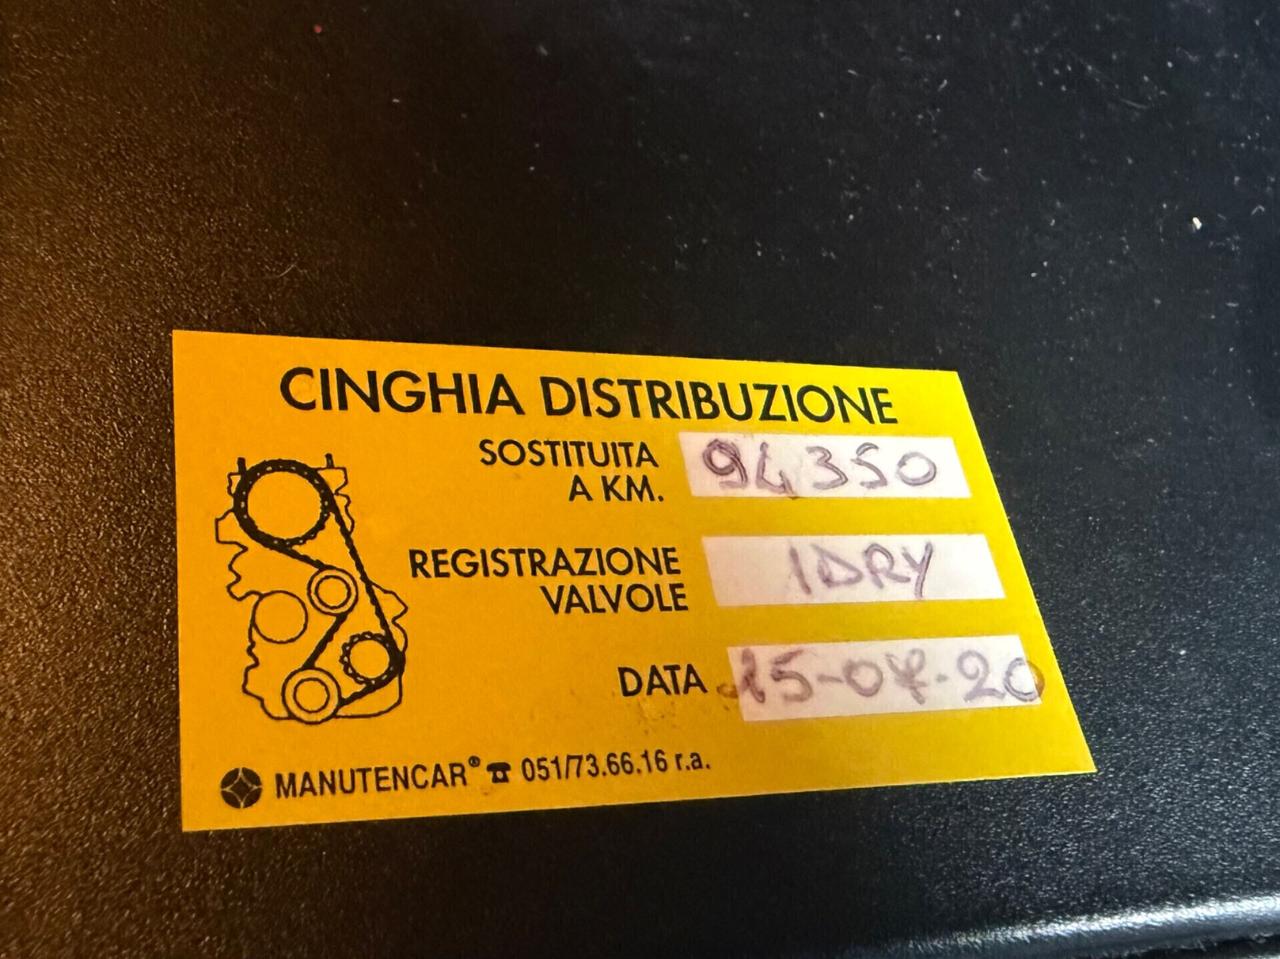 CINGHIA DISTRIBUZIONE
SOSTITUITA
A KM. 94350
REGISTRAZIONE
VALVOLE IDRY
DATA 15-07-20
MANUTENCAR® ☎ 051/73.66.16 r.a.